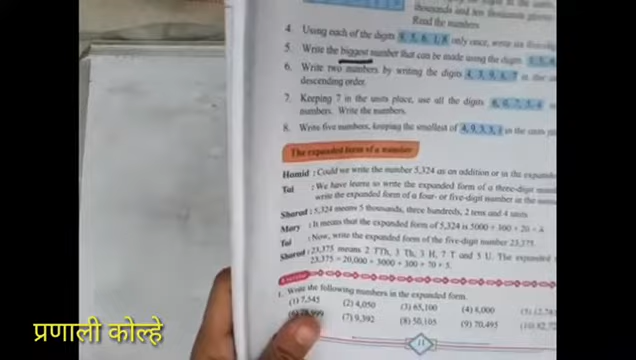 thousands and ten thousands
Read the numbers
4. Using each of the digits 4, 5, 6, 1, 8 only once, write six
5. Write the biggest number that can be made using the digits
6. Write two numbers by writing the digits 4, 3, 9, 6, 7 in the
descending order.
7. Keeping 7 in the units place, use all the digits 6, 0, 7, 5, 4
numbers. Write the numbers.
8. Write five numbers, keeping the smallest of 4, 9, 3, 5, 1 in the units
The expanded form of a number
Hamid : Could we write the number 5,324 as an addition or in the expanded
Tai : We have learnt to write the expanded form of a three-digit
write the expanded form of a four- or five-digit number in the same
Sharad : 5,324 means 5 thousands, three hundreds, 2 tens and 4 units
Mary : It means that the expanded form of 5,324 is 5000 + 300 + 20 + 4
Tai : Now, write the expanded form of the five-digit number 23,375.
Sharad : 23,375 means 2 TTh, 3 Th, 3 H, 7 T and 5 U. The expanded
23,375 = 20,000 + 3000 + 300 + 70 + 5.
1. Write the following numbers in the expanded form.
(1) 7,545 (2) 4,050 (3) 65,100 (4) 8,000
(6) 78,999 (7) 9,392 (8) 50,105 (9) 70,495
11
प्रणाली कोल्हे